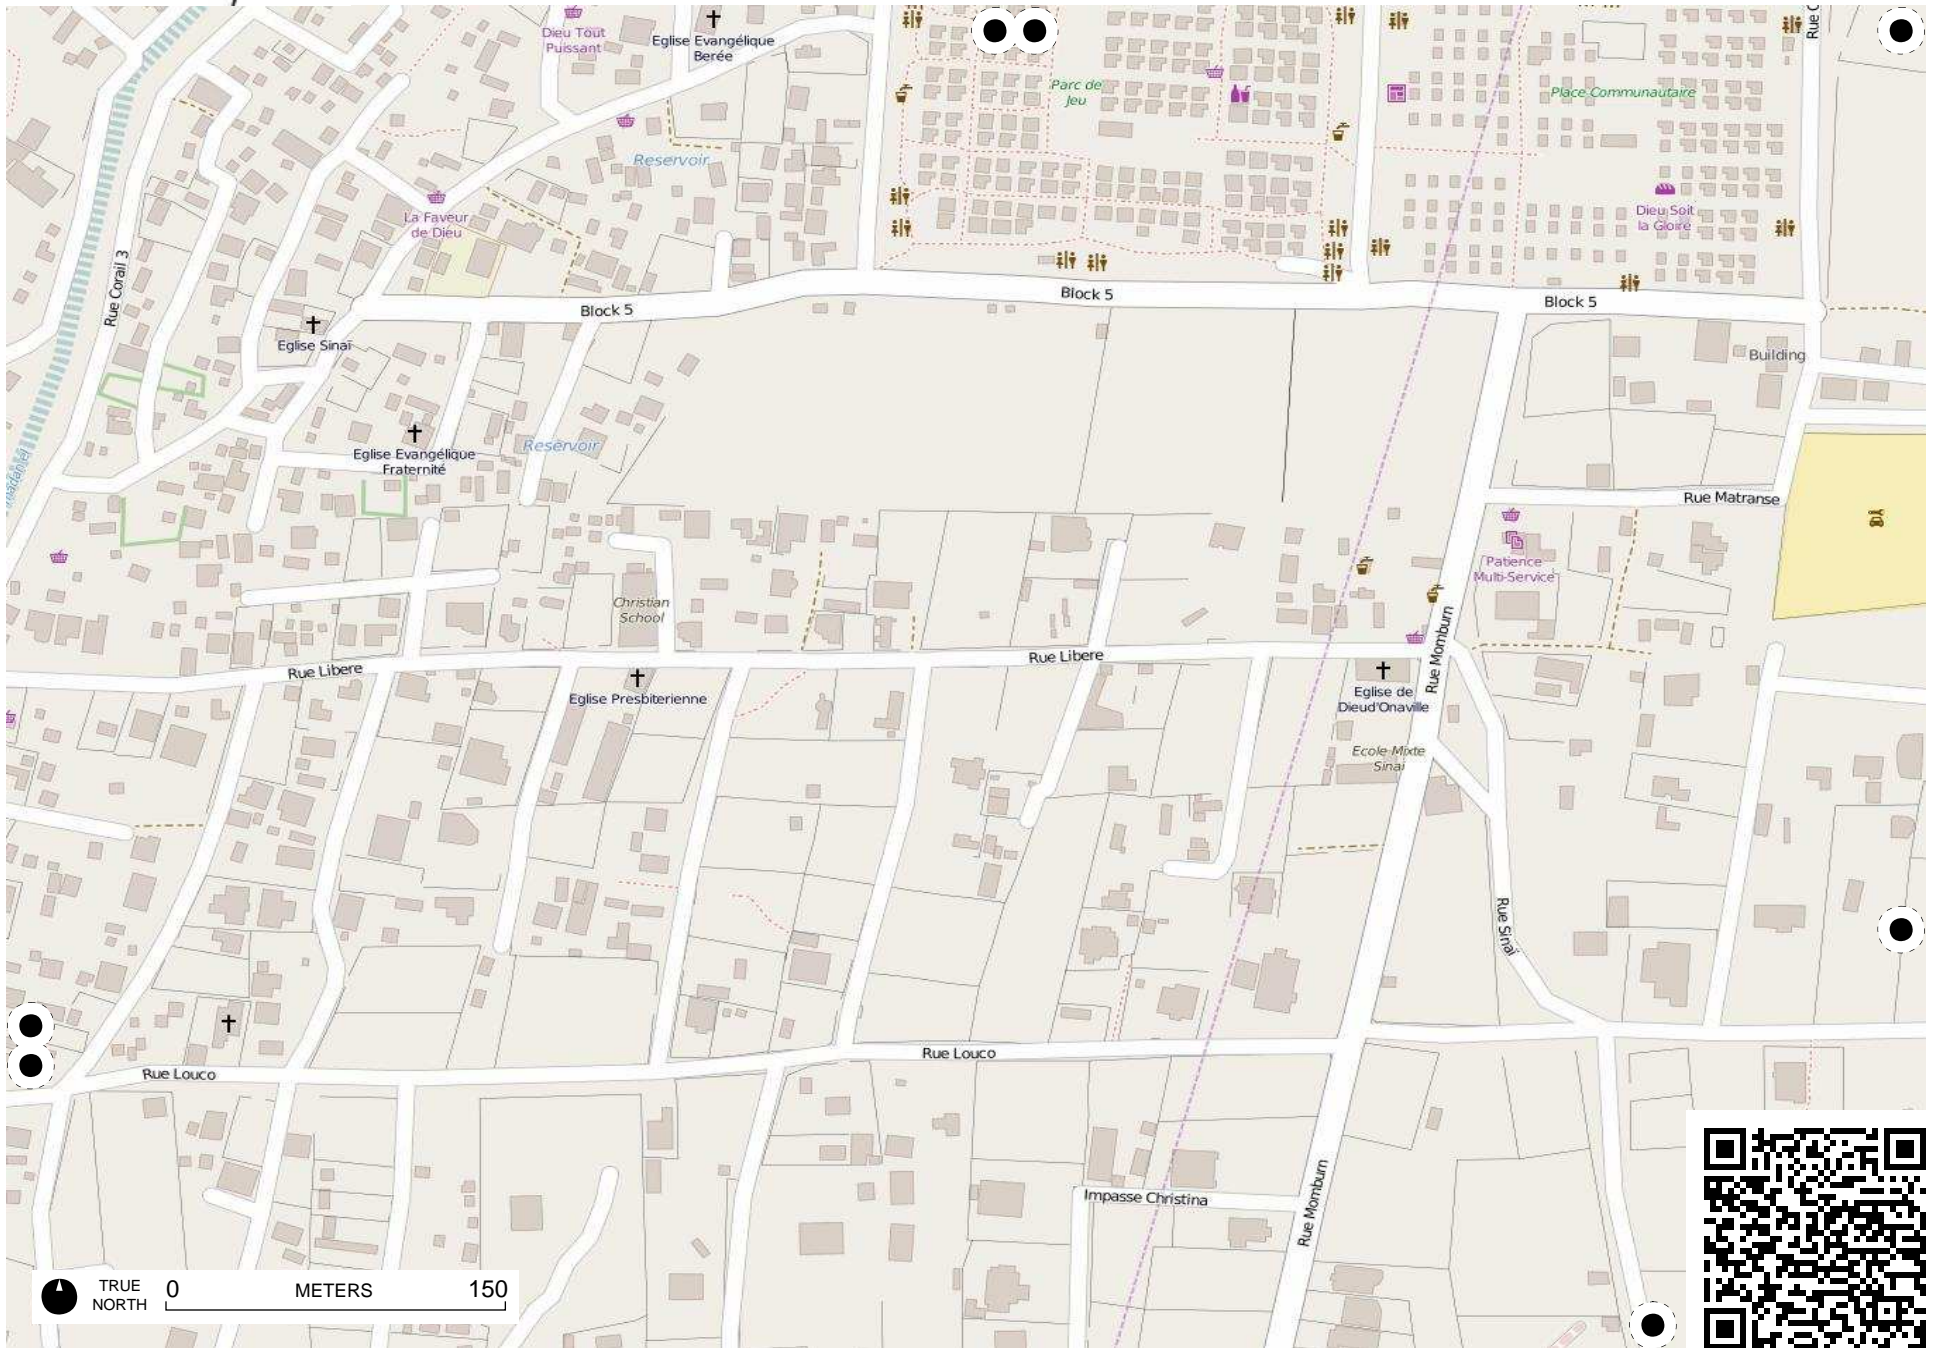 Dieu Tout
Puissant
Eglise Evangélique
Berée
Parc de
Jeu
Place Communautaire
Reservoir
La Faveur
de Dieu
Dieu Soit
la Gloire
Rue Corail 3
Block 5
Block 5
Block 5
Eglise Sinaï
Building
Eglise Evangélique
Fraternité
Reservoir
Rue Matranse
Patience
Multi-Service
Christian
School
Rue Libere
Rue Libere
Rue Momburn
Eglise Presbiterienne
Eglise de
Dieud'Onaville
Ecole Mixte
Sinaï
Rue Sinaï
Rue Louco
Rue Louco
Impasse Christina
Rue Momburn
TRUE
NORTH
0 METERS 150